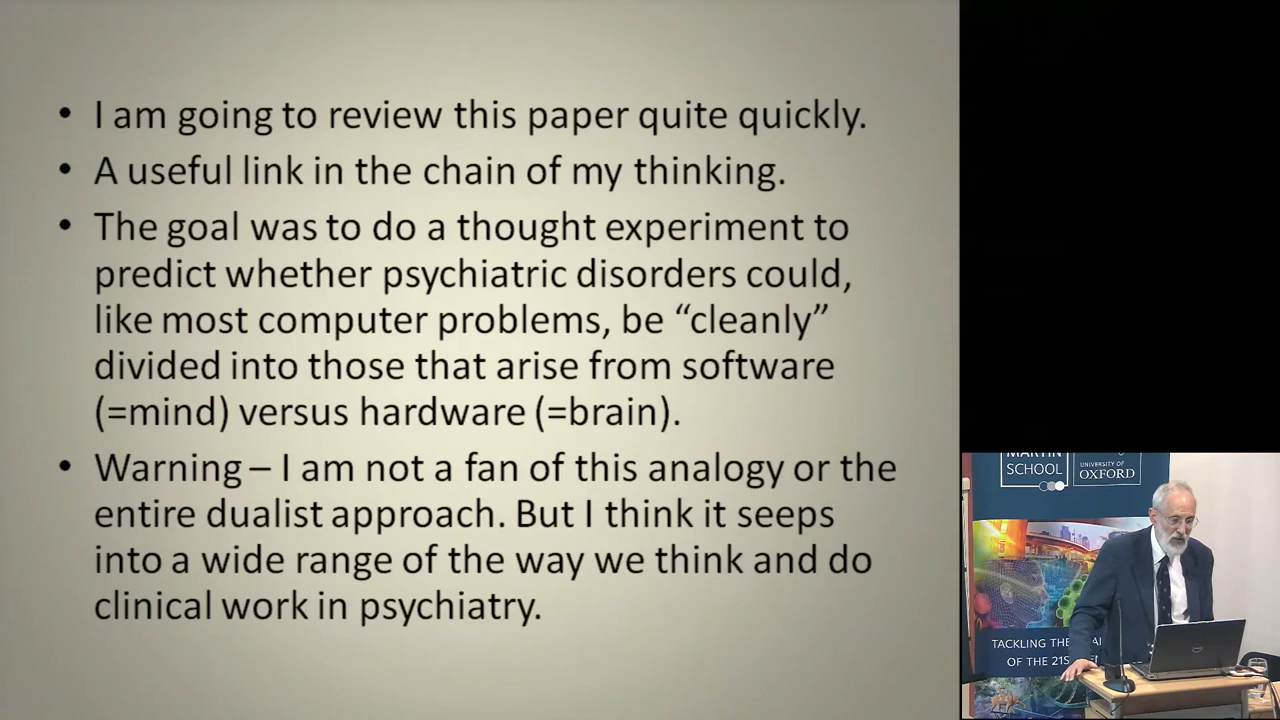 • I am going to review this paper quite quickly.
• A useful link in the chain of my thinking.
• The goal was to do a thought experiment to
predict whether psychiatric disorders could,
like most computer problems, be “cleanly”
divided into those that arise from software
(=mind) versus hardware (=brain).
• Warning – I am not a fan of this analogy or the
entire dualist approach. But I think it seeps
into a wide range of the way we think and do
clinical work in psychiatry.
MARTIN
SCHOOL
UNIVERSITY OF
OXFORD
TACKLING THE
OF THE 21S
DELL